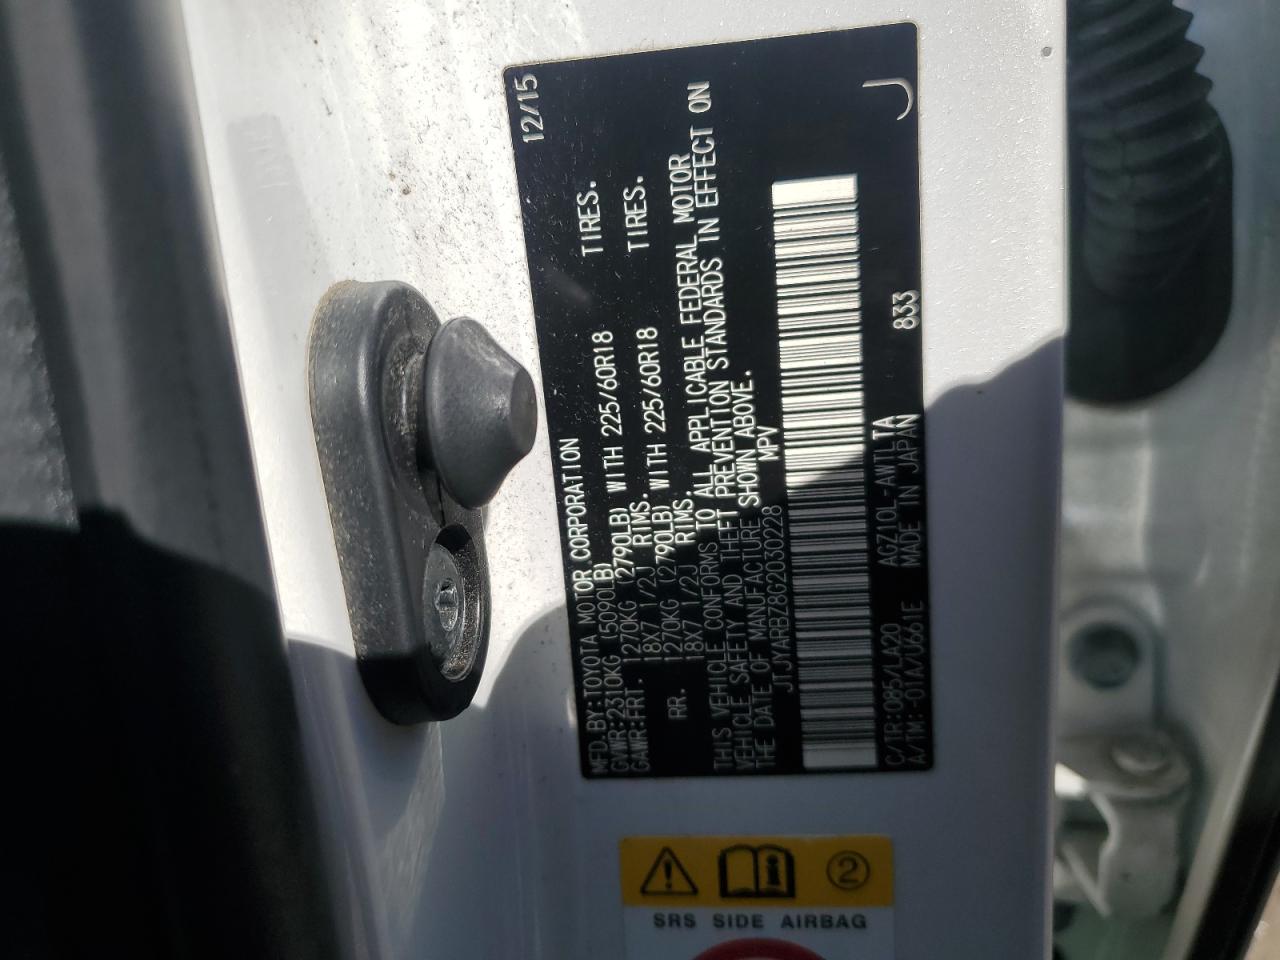 MFD. BY: TOYOTA MOTOR CORPORATION 12/15
GVWR: 2310KG (5090LB)
GAWR: FRT. 1270KG (2790LB) WITH 225/60R18 TIRES.
18X7 1/2J RIMS.
RR. 1270KG (2790LB) WITH 225/60R18 TIRES.
18X7 1/2J RIMS.
THIS VEHICLE CONFORMS TO ALL APPLICABLE FEDERAL MOTOR
VEHICLE SAFETY AND THEFT PREVENTION STANDARDS IN EFFECT ON
THE DATE OF MANUFACTURE SHOWN ABOVE.
JTJYARBZ8G2030228 MPV
C/TR: 085/LA20 AGZ10L-AWTLTA 833
A/TM: -01A/U661E MADE IN JAPAN
J
2
SRS SIDE AIRBAG